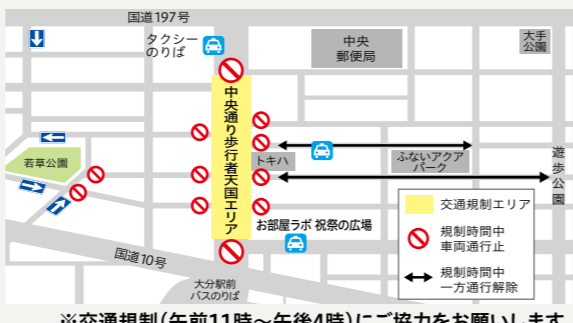 国道197号
タクシー
のりば
中央
郵便局
大手
公園
中央通り歩行者天国エリア
若草公園
トキハ
ふないアクア
パーク
遊歩公園
お部屋ラボ 祝祭の広場
国道10号
大分駅前
バスのりば
交通規制エリア
規制時間中
車両通行止
規制時間中
一方通行解除
※交通規制(午前11時〜午後4時)にご協力をお願いします